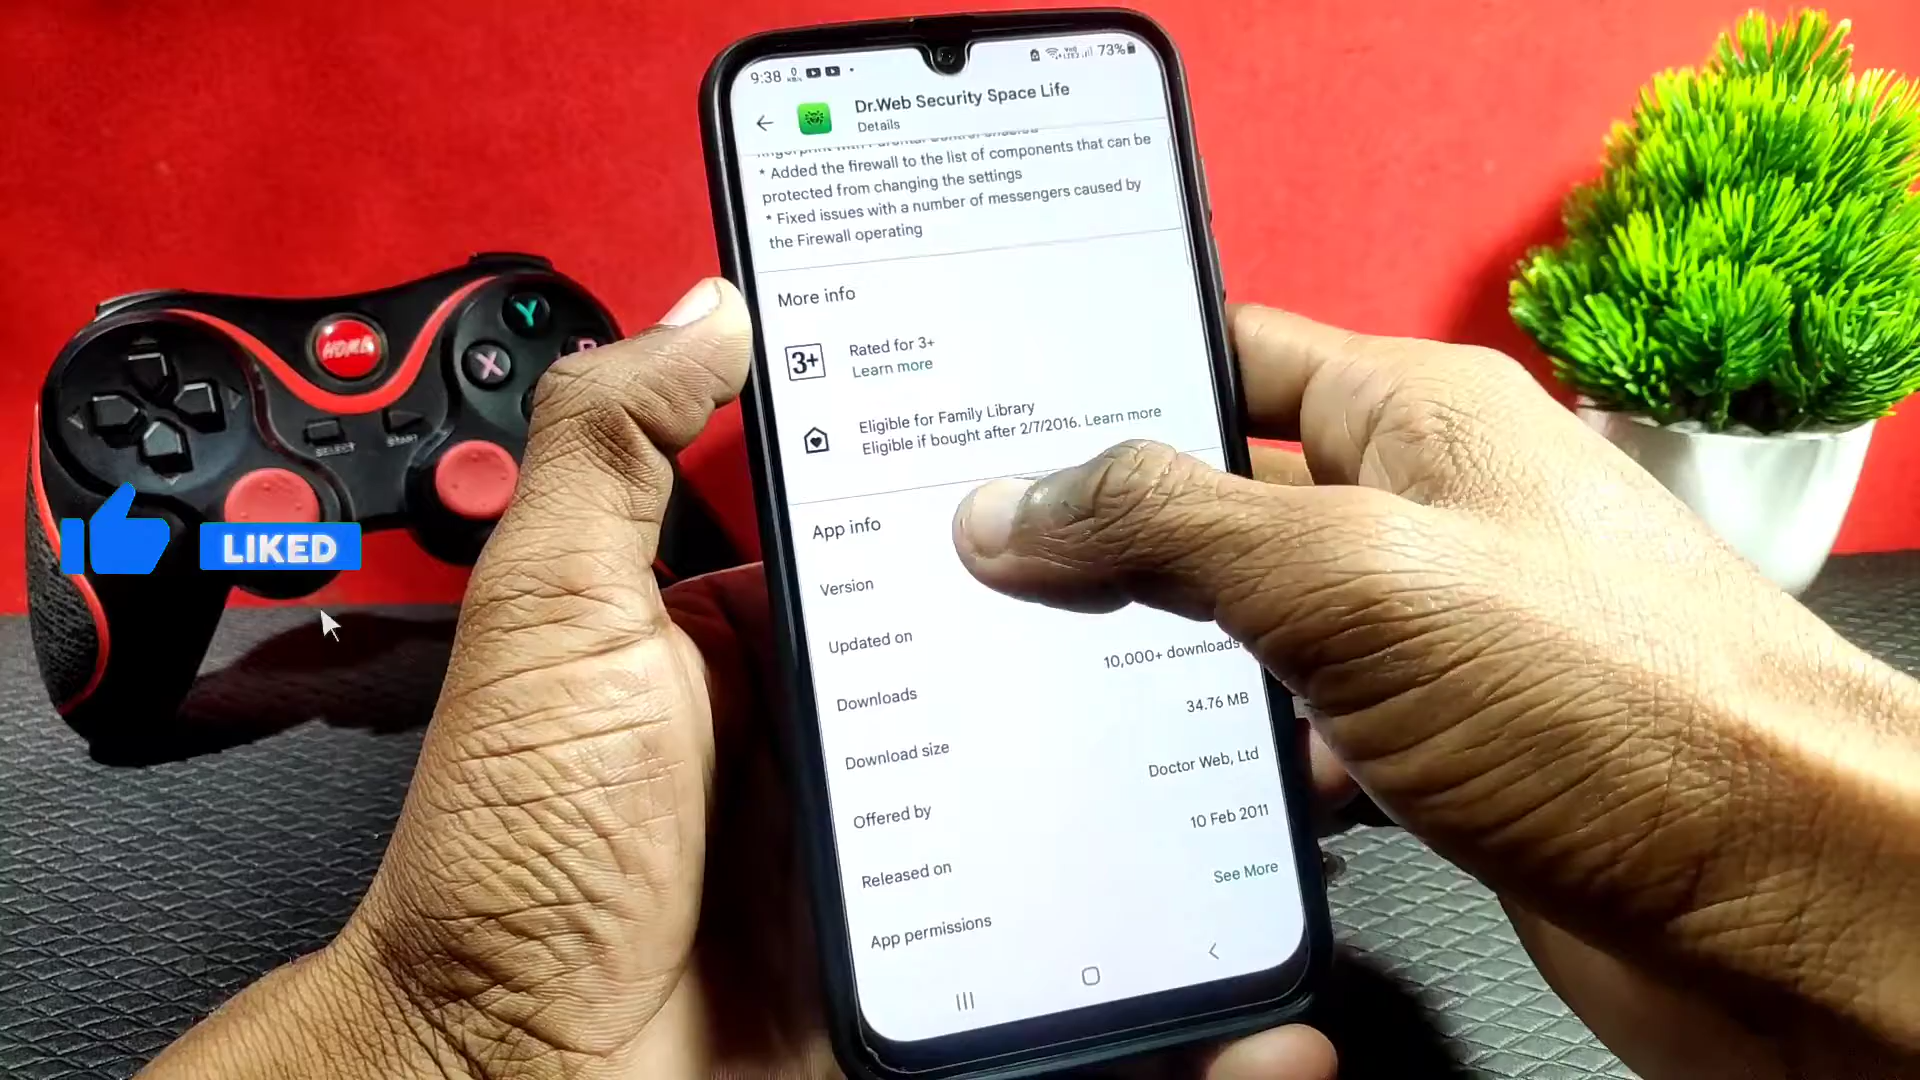 9:38
73%
Dr.Web Security Space Life
Details
* Added the firewall to the list of components that can be
protected from changing the settings
* Fixed issues with a number of messengers caused by
the Firewall operating
More info
3+
Rated for 3+
Learn more
Eligible for Family Library
Eligible if bought after 2/7/2016. Learn more
App info
Version
Updated on
10,000+ downloads
Downloads
34.76 MB
Download size
Doctor Web, Ltd
Offered by
10 Feb 2011
Released on
See More
App permissions
HOME
Y
X
SELECT
START
LIKED